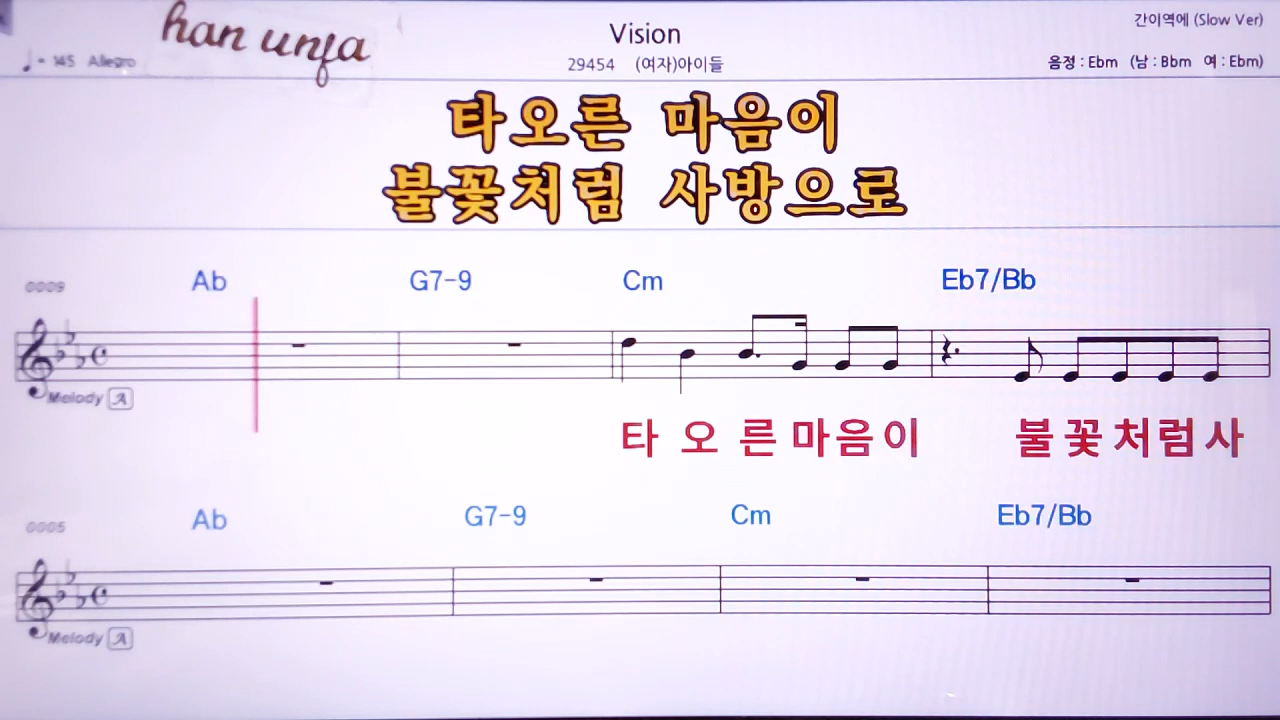 han unja
Vision
간이역에 (Slow Ver)
♩= 145 Allegro
29454 (여자)아이들
음정 : Ebm (남 : Bbm 여 : Ebm)
타오른 마음이
불꽃처럼 사방으로
0009 Ab G7-9 Cm Eb7/Bb
Melody A
타 오 른 마 음 이 불 꽃 처 럼 사
0005 Ab G7-9 Cm Eb7/Bb
Melody A